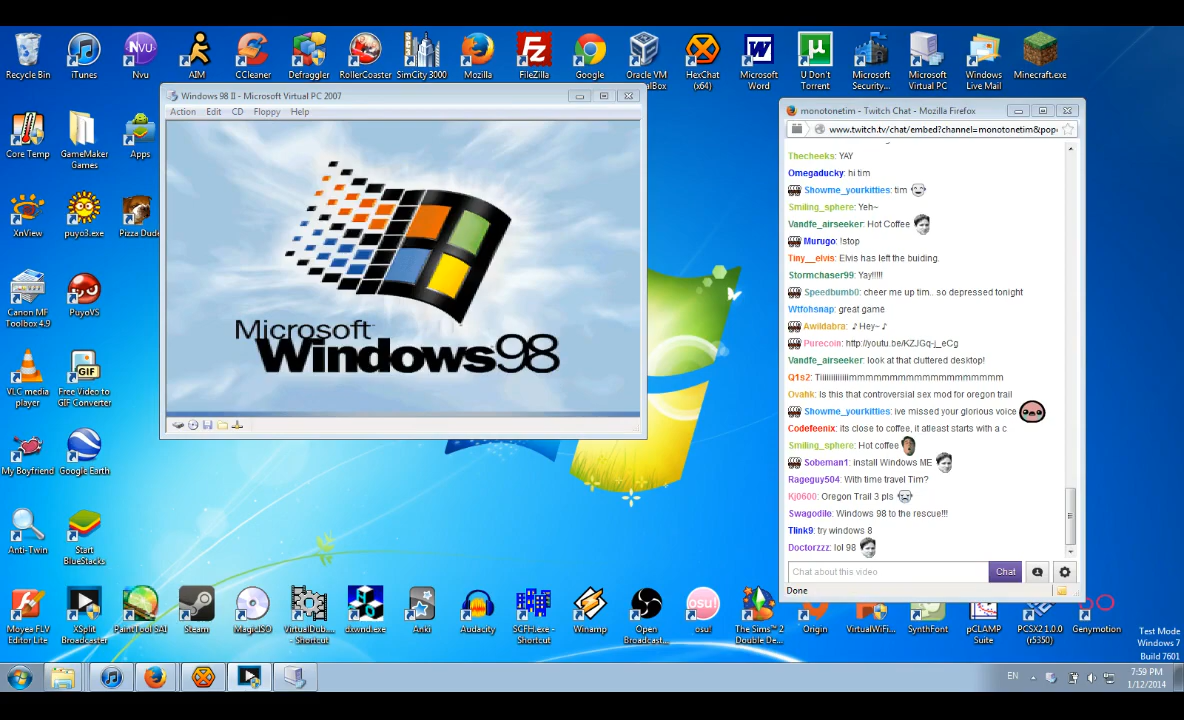 Recycle Bin
iTunes
Nvu
AIM
CCleaner
Defraggler
RollerCoaster
SimCity 3000
Mozilla
FileZilla
Google
Oracle VM
HexChat
(x64)
Microsoft
Word
U Don't
Torrent
Microsoft
Security...
Microsoft
Virtual PC
Windows
Live Mail
Minecraft.exe
Windows 98 II - Microsoft Virtual PC 2007
Action Edit CD Floppy Help
Microsoft
Windows98
Core Temp
GameMaker
Games
Apps
XnView
puyo3.exe
Pizza Dude
Canon MF
Toolbox 4.9
PuyoVS
VLC media
player
Free Video to
GIF Converter
GIF
My Boyfriend
Google Earth
Anti-Twin
Start
BlueStacks
monotonetim - Twitch Chat - Mozilla Firefox
www.twitch.tv/chat/embed?channel=monotonetim&pop
Thecheeks: YAY
Omegaducky: hi tim
Showme_yourkitties: tim
Smiling_sphere: Yeh~
Vandfe_airseeker: Hot Coffee
Murugo: !stop
Tiny__elvis: Elvis has left the buiding.
Stormchaser99: Yay!!!!!
Speedbumb0: cheer me up tim.. so depressed tonight
Wtfohsnap: great game
Awildabra: ♪ Hey~ ♪
Purecoin: http://youtu.be/KZJGq-j_eCg
Vandfe_airseeker: look at that cluttered desktop!
Q1s2:
Ovahk: Is this that controversial sex mod for oregon trail
Showme_yourkitties: ive missed your glorious voice
Codefeenix: its close to coffee, it atleast starts with a c
Smiling_sphere: Hot coffee
Sobeman1: install Windows ME
Rageguy504: With time travel Tim?
Kj0600: Oregon Trail 3 pls
Swagodile: Windows 98 to the rescue!!!
Tlink9: try windows 8
Doctorzzz: lol 98
Chat about this video
Chat
Done
Moyea FLV
Editor Lite
XSplit
Broadcaster
PaintTool SAI
Steam
MagicISO
VirtualDub...
- Shortcut
dxwnd.exe
Anki
Audacity
SCFH.exe -
Shortcut
Winamp
Open
Broadcast...
osu!
The Sims™ 2
Double De...
Origin
VirtualWiFi...
SynthFont
pCLAMP
Suite
PCSX2 1.0.0
(r5350)
Genymotion
Test Mode
Windows 7
Build 7601
EN
7:59 PM
1/12/2014